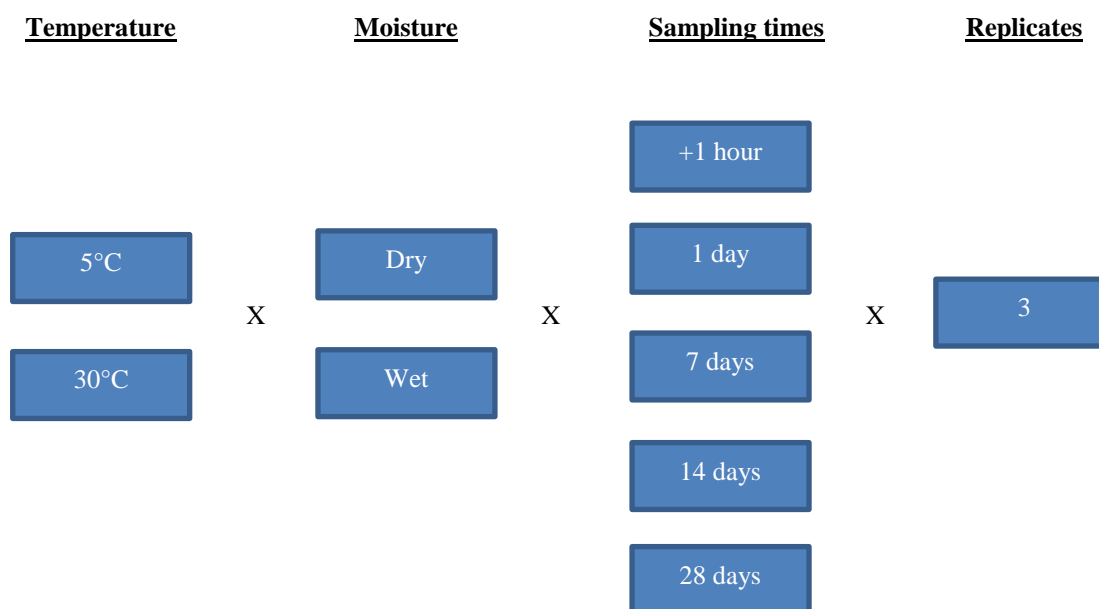 Temperature
Moisture
Sampling times
Replicates
+1 hour
5°C
Dry
1 day
X
X
X
3
30°C
Wet
7 days
14 days
28 days